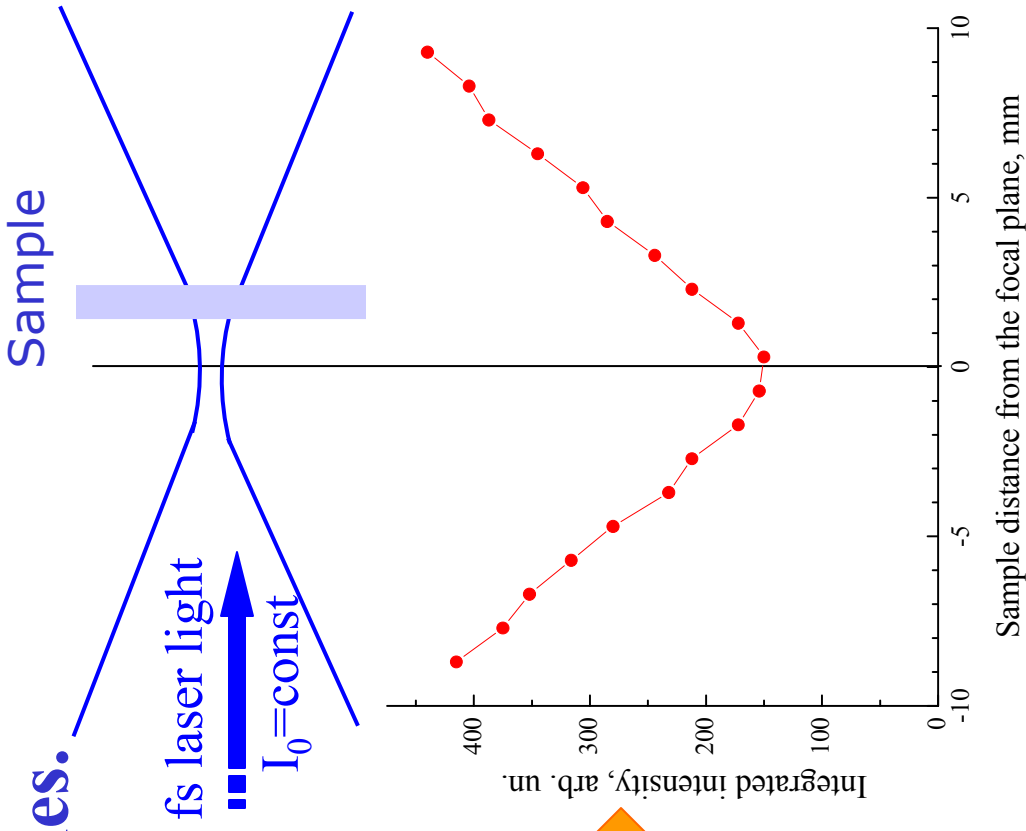 es.
Sample
fs laser light
I₀=const
Integrated intensity, arb. un.
400
300
200
100
0
-10
-5
0
5
10
Sample distance from the focal plane, mm